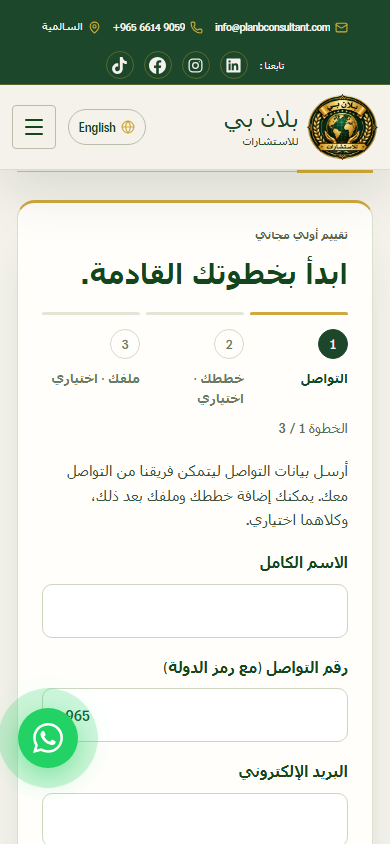 info@planbconsultant.com +965 6614 9059 السالمية
تابعنا:
بلان بي
للاستشارات
English
تقييم أولي مجاني
ابدأ بخطوتك القادمة.
1 2 3
التواصل
خططك · اختياري
ملفك · اختياري
الخطوة 1 / 3
أرسل بيانات التواصل ليتمكن فريقنا من التواصل
معك. يمكنك إضافة خططك وملفك بعد ذلك،
وكلاهما اختياري.
الاسم الكامل
رقم التواصل (مع رمز الدولة)
965
البريد الإلكتروني